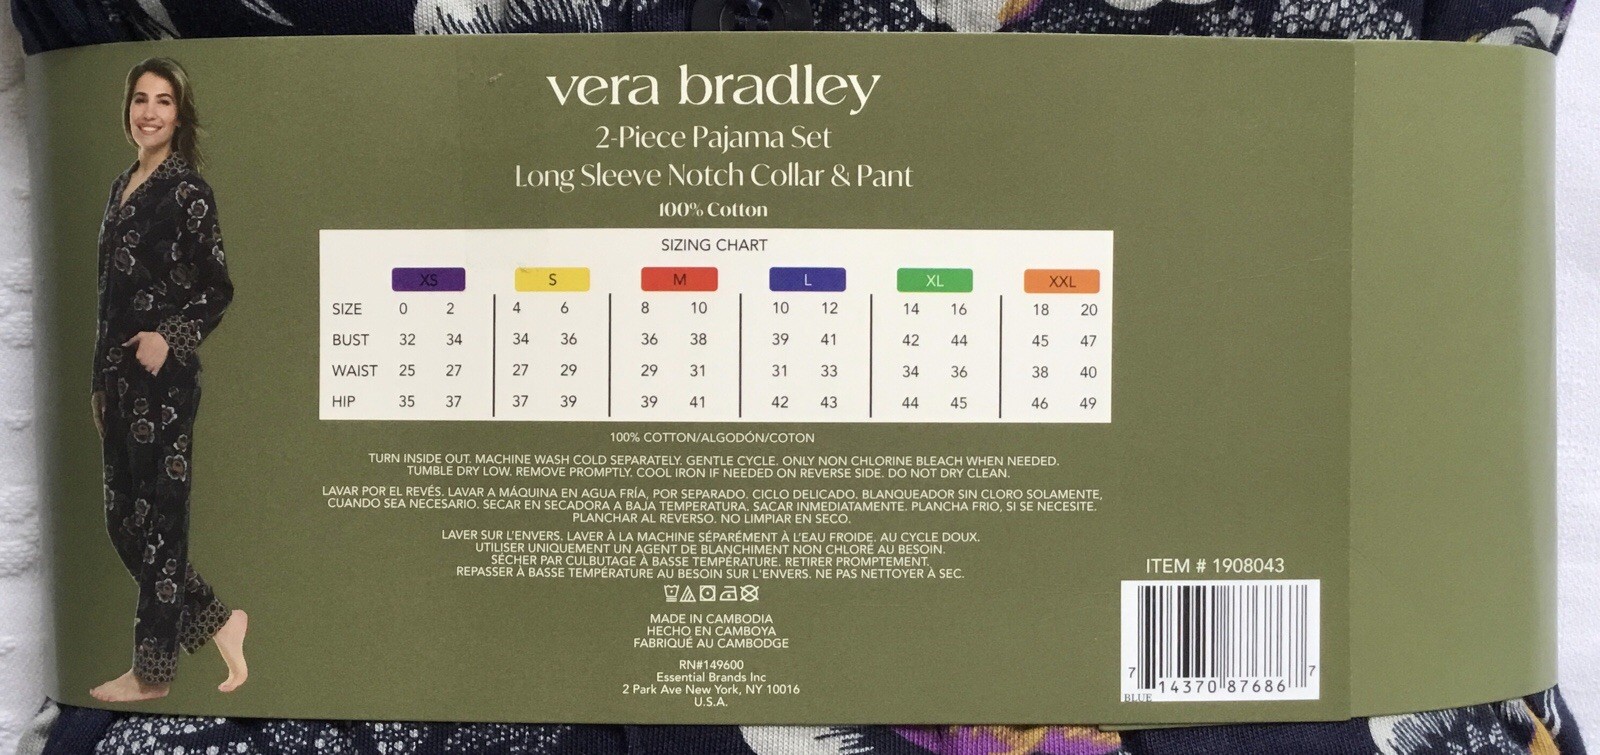 vera bradley
2-Piece Pajama Set
Long Sleeve Notch Collar & Pant
100% Cotton
SIZING CHART
XS S M L XL XXL
SIZE 0 2 4 6 8 10 10 12 14 16 18 20
BUST 32 34 34 36 36 38 39 41 42 44 45 47
WAIST 25 27 27 29 29 31 31 33 34 36 38 40
HIP 35 37 37 39 39 41 42 43 44 45 46 49
100% COTTON/ALGODÓN/COTON
TURN INSIDE OUT. MACHINE WASH COLD SEPARATELY. GENTLE CYCLE. ONLY NON CHLORINE BLEACH WHEN NEEDED.
TUMBLE DRY LOW. REMOVE PROMPTLY. COOL IRON IF NEEDED ON REVERSE SIDE. DO NOT DRY CLEAN.
LAVAR POR EL REVÉS. LAVAR A MÁQUINA EN AGUA FRÍA, POR SEPARADO. CICLO DELICADO. BLANQUEADOR SIN CLORO SOLAMENTE,
CUANDO SEA NECESARIO. SECAR EN SECADORA A BAJA TEMPERATURA. SACAR INMEDIATAMENTE. PLANCHA FRIO, SI SE NECESITE.
PLANCHAR AL REVERSO. NO LIMPIAR EN SECO.
LAVER SUR L'ENVERS. LAVER À LA MACHINE SÉPARÉMENT À L'EAU FROIDE. AU CYCLE DOUX.
UTILISER UNIQUEMENT UN AGENT DE BLANCHIMENT NON CHLORÉ AU BESOIN.
SÉCHER PAR CULBUTAGE À BASSE TEMPÉRATURE. RETIRER PROMPTEMENT.
REPASSER À BASSE TEMPÉRATURE AU BESOIN SUR L'ENVERS. NE PAS NETTOYER À SEC.
MADE IN CAMBODIA
HECHO EN CAMBOYA
FABRIQUÉ AU CAMBODGE
RN#149600
Essential Brands Inc
2 Park Ave New York, NY 10016
U.S.A.
ITEM # 1908043
7 14370 87686 7
BLUE